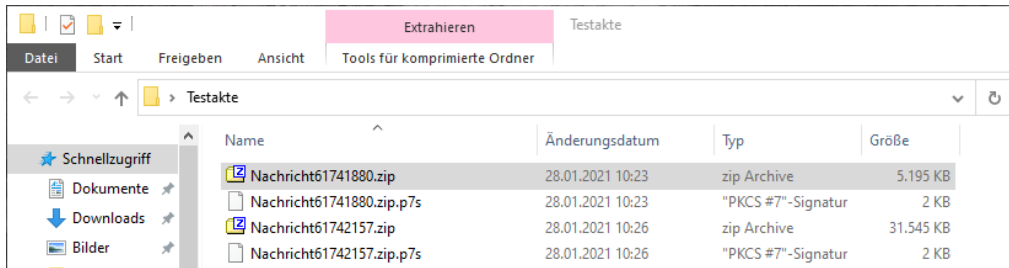 Extrahieren Testakte
Datei Start Freigeben Ansicht Tools für komprimierte Ordner
Testakte
Name Änderungsdatum Typ Größe
Schnellzugriff
Nachricht61741880.zip 28.01.2021 10:23 zip Archive 5.195 KB
Dokumente Nachricht61741880.zip.p7s 28.01.2021 10:23 "PKCS #7"-Signatur 2 KB
Downloads Nachricht61742157.zip 28.01.2021 10:26 zip Archive 31.545 KB
Bilder Nachricht61742157.zip.p7s 28.01.2021 10:26 "PKCS #7"-Signatur 2 KB